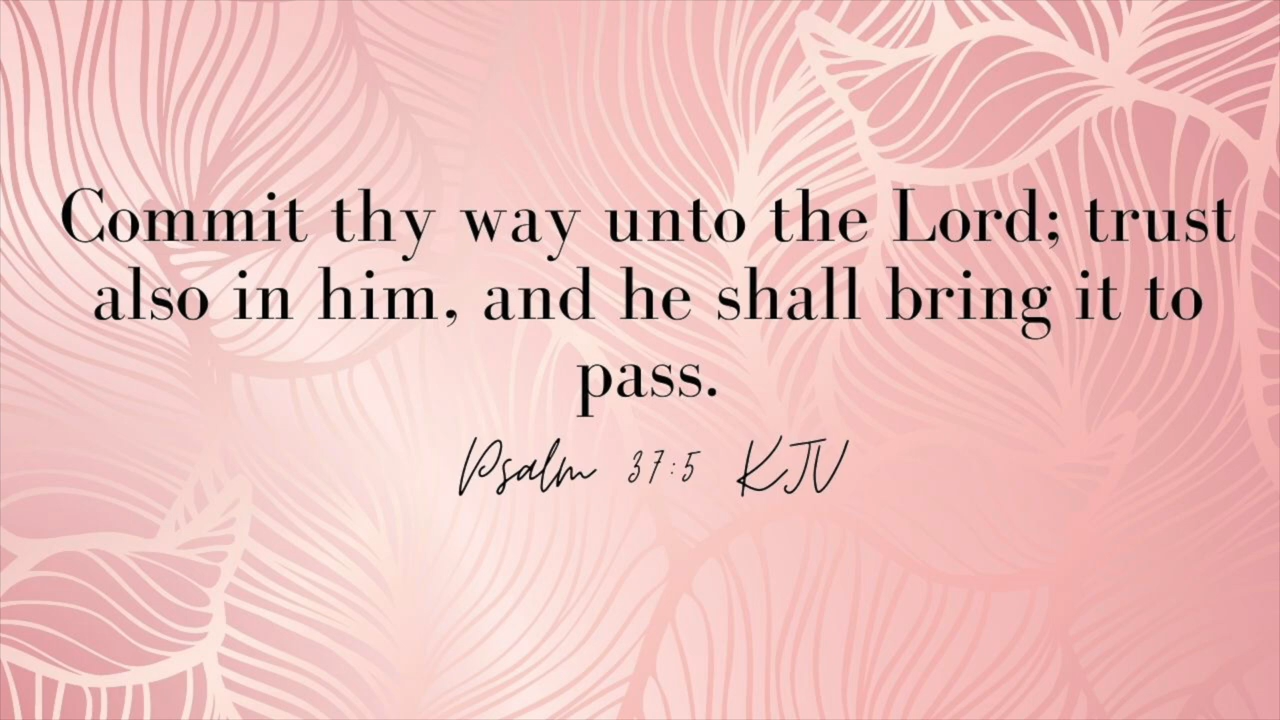 Commit thy way unto the Lord; trust
also in him, and he shall bring it to
pass.
Psalm 37:5 KJV